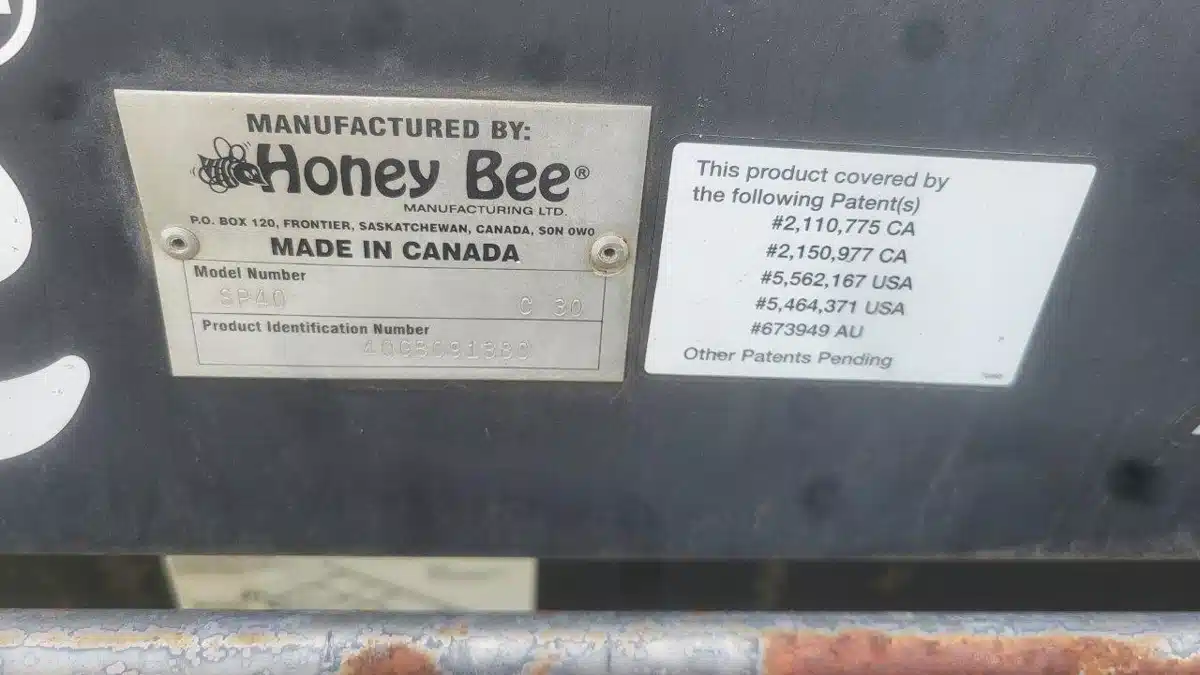 MANUFACTURED BY:
Honey Bee®
MANUFACTURING LTD.
P.O. BOX 120, FRONTIER, SASKATCHEWAN, CANADA, S0N 0W0
MADE IN CANADA
Model Number
SP40 C 30
Product Identification Number
This product covered by
the following Patent(s)
#2,110,775 CA
#2,150,977 CA
#5,562,167 USA
#5,464,371 USA
#673949 AU
Other Patents Pending